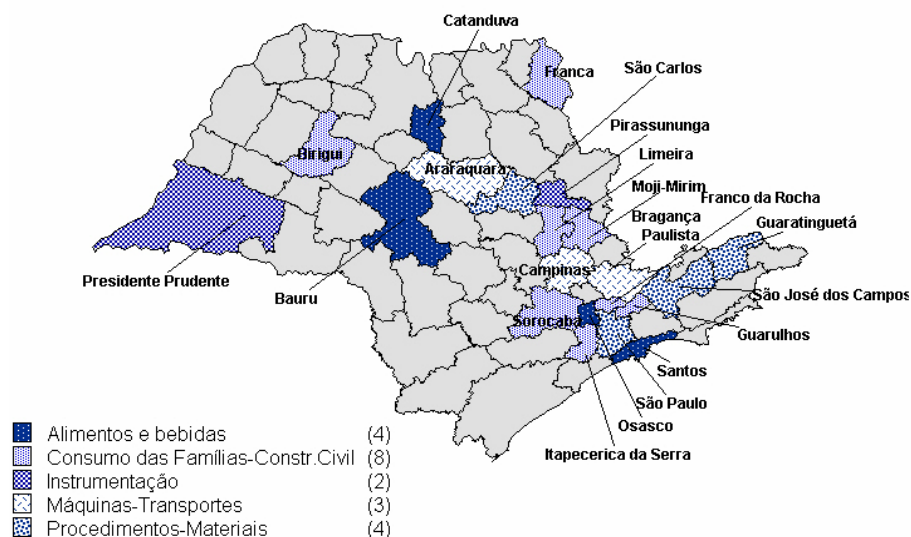 Catanduva
Franca
São Carlos
Pirassununga
Birigui
Limeira
Araraquara
Moji-Mirim
Franco da Rocha
Bragança
Paulista
Guaratinguetá
Campinas
Presidente Prudente
Bauru
São José dos Campos
Sorocaba
Guarulhos
Santos
São Paulo
Osasco
Itapecerica da Serra
Alimentos e bebidas (4)
Consumo das Famílias-Constr.Civil (8)
Instrumentação (2)
Máquinas-Transportes (3)
Procedimentos-Materiais (4)